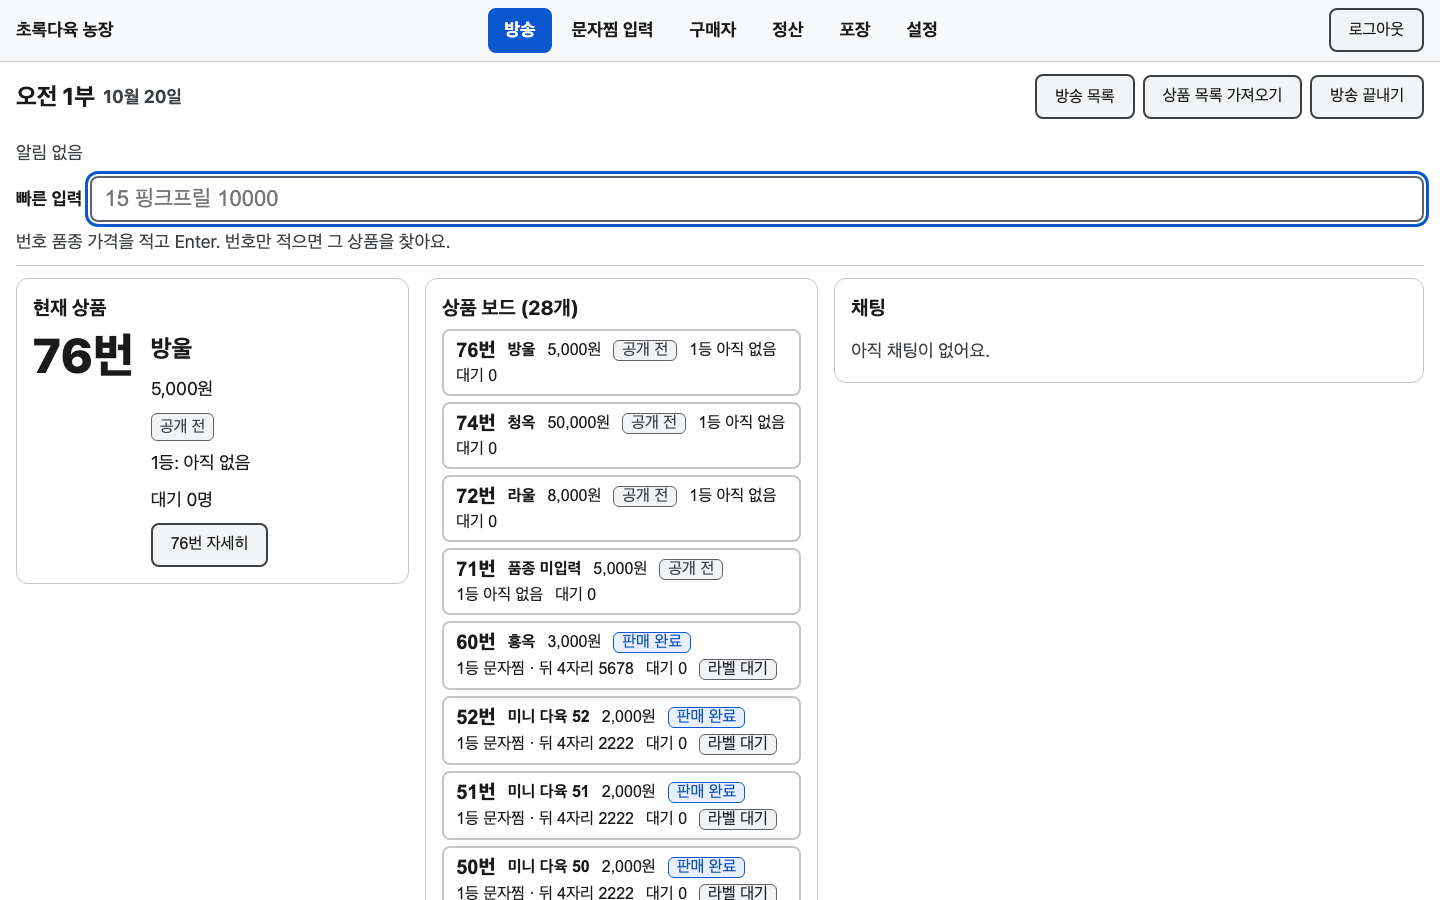 초록다육 농장
방송 문자찜 입력 구매자 정산 포장 설정
로그아웃
오전 1부 10월 20일
방송 목록 상품 목록 가져오기 방송 끝내기
알림 없음
빠른 입력 15 핑크프릴 10000
번호 품종 가격을 적고 Enter. 번호만 적으면 그 상품을 찾아요.
현재 상품
76번 방울
5,000원
공개 전
1등: 아직 없음
대기 0명
76번 자세히
상품 보드 (28개)
76번 방울 5,000원 공개 전 1등 아직 없음
대기 0
74번 청옥 50,000원 공개 전 1등 아직 없음
대기 0
72번 라울 8,000원 공개 전 1등 아직 없음
대기 0
71번 품종 미입력 5,000원 공개 전
1등 아직 없음 대기 0
60번 홍옥 3,000원 판매 완료
1등 문자찜 · 뒤 4자리 5678 대기 0 라벨 대기
52번 미니 다육 52 2,000원 판매 완료
1등 문자찜 · 뒤 4자리 2222 대기 0 라벨 대기
51번 미니 다육 51 2,000원 판매 완료
1등 문자찜 · 뒤 4자리 2222 대기 0 라벨 대기
50번 미니 다육 50 2,000원 판매 완료
1등 문자찜 · 뒤 4자리 2222 대기 0 라벨 대기
채팅
아직 채팅이 없어요.